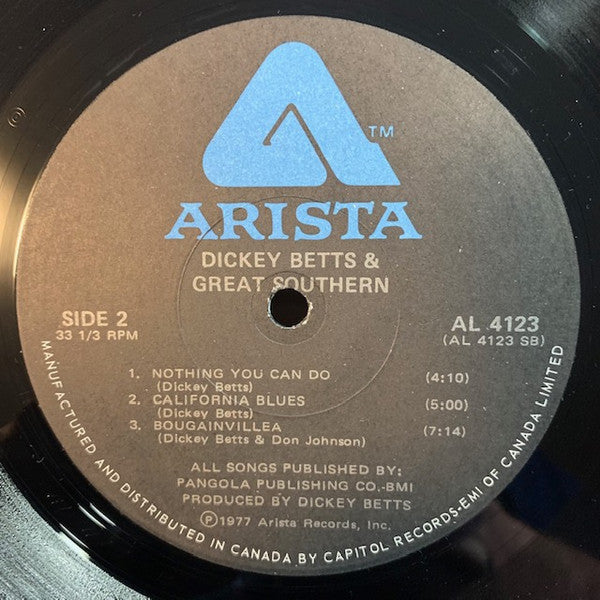 TM
ARISTA
DICKEY BETTS &
GREAT SOUTHERN
SIDE 2
33 1/3 RPM
AL 4123
(AL 4123 SB)
1. NOTHING YOU CAN DO (4:10)
(Dickey Betts)
2. CALIFORNIA BLUES (5:00)
(Dickey Betts)
3. BOUGAINVILLEA (7:14)
(Dickey Betts & Don Johnson)
ALL SONGS PUBLISHED BY:
PANGOLA PUBLISHING CO.-BMI
PRODUCED BY DICKEY BETTS
Ⓟ1977 Arista Records, Inc.
MANUFACTURED AND DISTRIBUTED IN CANADA BY CAPITOL RECORDS-EMI OF CANADA LIMITED